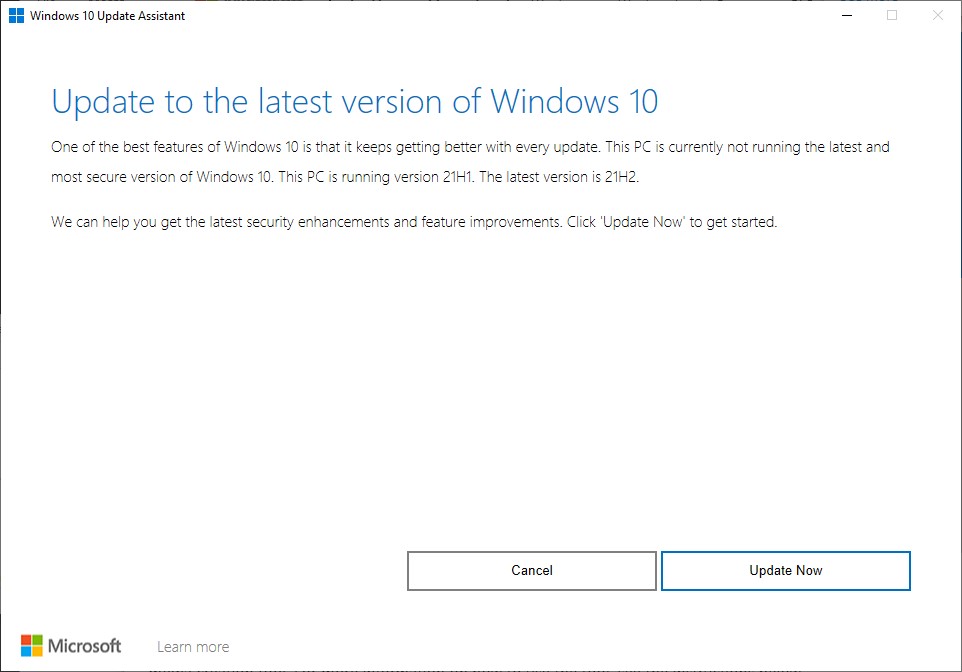 Windows 10 Update Assistant
Update to the latest version of Windows 10
One of the best features of Windows 10 is that it keeps getting better with every update. This PC is currently not running the latest and
most secure version of Windows 10. This PC is running version 21H1. The latest version is 21H2.
We can help you get the latest security enhancements and feature improvements. Click 'Update Now' to get started.
Cancel
Update Now
Microsoft
Learn more